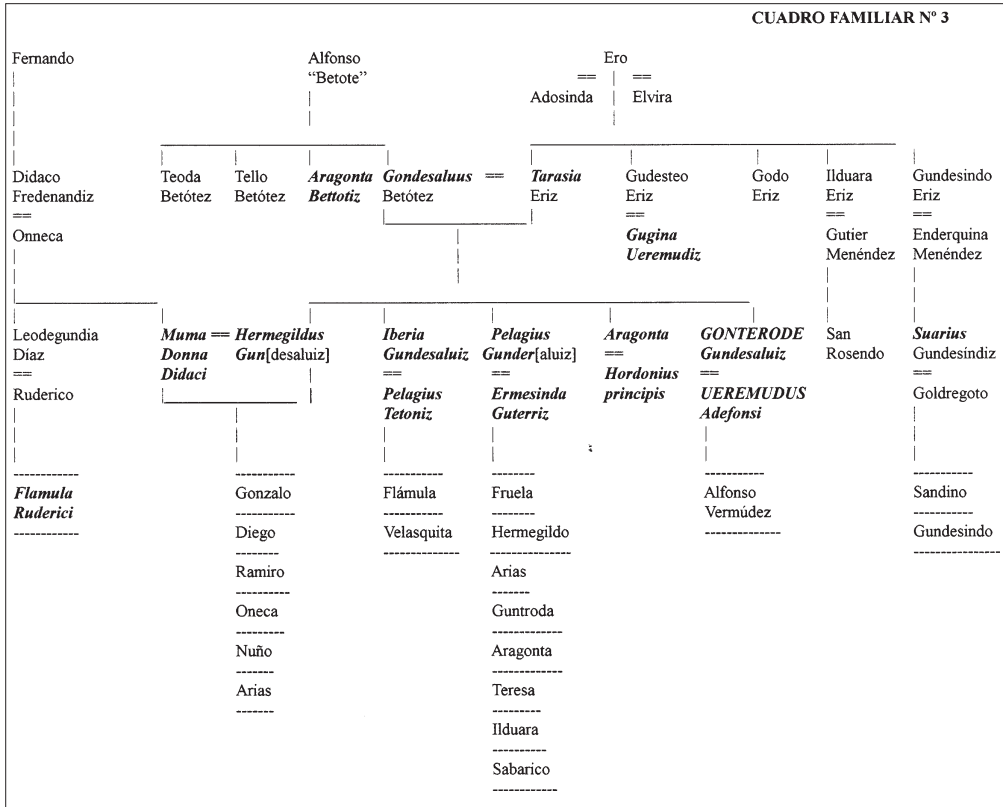 CUADRO FAMILIAR Nº 3
Fernando Alfonso Ero
“Betote” == | ==
Adosinda | Elvira
Didaco Teoda Tello Aragonta Gondesaluus == Tarasia Gudesteo Godo Ilduara Gundesindo
Fredenandiz Betótez Betótez Bettotiz Betótez Eriz Eriz Eriz Eriz Eriz
== == == ==
Onneca Gugina Gutier Enderquina
Ueremudiz Menéndez Menéndez
Leodegundia Muma == Hermegildus Iberia Pelagius Aragonta GONTERODE San Suarius
Díaz Donna Gun[desaluiz] Gundesaluiz Gunder[aluiz] == Gundesaluiz Rosendo Gundesíndiz
== Didaci == == Hordonius == ==
Ruderico Pelagius Ermesinda principis UEREMUDUS Goldregoto
Tetoniz Guterriz Adefonsi
Flamula Gonzalo Flámula Fruela Alfonso Sandino
Ruderici Vermúdez
Diego Velasquita Hermegildo Gundesindo
Ramiro Arias
Oneca Guntroda
Nuño Aragonta
Arias Teresa
Ilduara
Sabarico